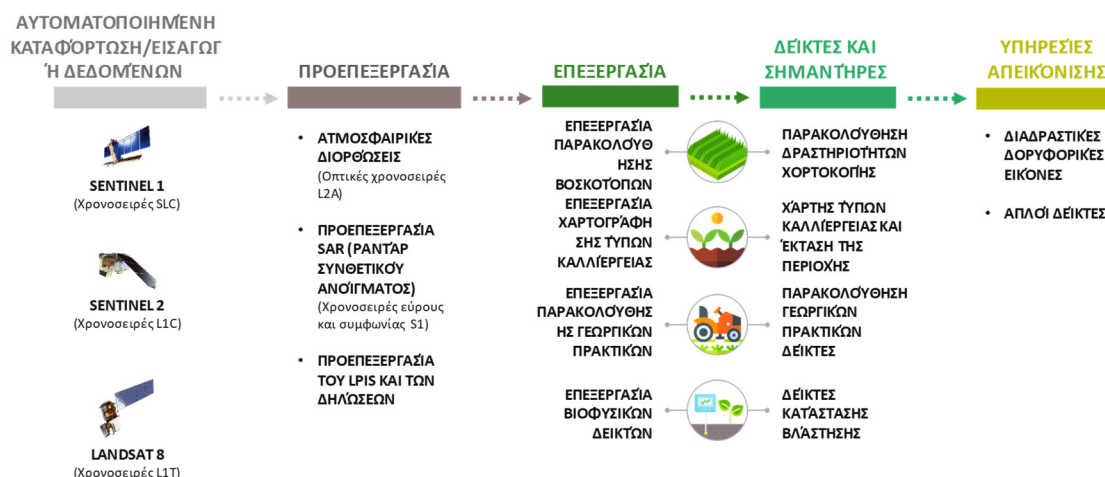 ΑΥΤΟΜΑΤΟΠΟΙΗΜΈΝΗ
ΚΑΤΑΦΌΡΤΩΣΗ/ΕΙΣΑΓΩΓ
Ή ΔΕΔΟΜΈΝΩΝ
SENTINEL 1
(Χρονοσειρές SLC)
SENTINEL 2
(Χρονοσειρές L1C)
LANDSAT 8
(Χρονοσειρές L1T)
ΠΡΟΕΠΕΞΕΡΓΑΣΊΑ
• ΑΤΜΟΣΦΑΙΡΙΚΈΣ
ΔΙΟΡΘΏΣΕΙΣ
(Οπτικές χρονοσειρές
L2A)
• ΠΡΟΕΠΕΞΕΡΓΑΣΊΑ
SAR (ΡΑΝΤΆΡ
ΣΥΝΘΕΤΙΚΟΎ
ΑΝΟΊΓΜΑΤΟΣ)
(Χρονοσειρές εύρους
και συμφωνίας S1)
• ΠΡΟΕΠΕΞΕΡΓΑΣΊΑ
ΤΟΥ LPIS ΚΑΙ ΤΩΝ
ΔΗΛΏΣΕΩΝ
ΕΠΕΞΕΡΓΑΣΊΑ
ΕΠΕΞΕΡΓΑΣΊΑ
ΠΑΡΑΚΟΛΟΎΘ
ΗΣΗΣ
ΒΟΣΚΟΤΌΠΩΝ
ΕΠΕΞΕΡΓΑΣΊΑ
ΧΑΡΤΟΓΡΆΦΗ
ΣΗΣ ΤΎΠΩΝ
ΚΑΛΛΙΈΡΓΕΙΑΣ
ΕΠΕΞΕΡΓΑΣΊΑ
ΠΑΡΑΚΟΛΟΎΘΗΣ
ΗΣ ΓΕΩΡΓΙΚΏΝ
ΠΡΑΚΤΙΚΏΝ
ΕΠΕΞΕΡΓΑΣΊΑ
ΒΙΟΦΥΣΙΚΏΝ
ΔΕΙΚΤΏΝ
ΔΕΊΚΤΕΣ ΚΑΙ
ΣΗΜΑΝΤΉΡΕΣ
ΠΑΡΑΚΟΛΟΎΘΗΣΗ
ΔΡΑΣΤΗΡΙΟΤΉΤΩΝ
ΧΟΡΤΟΚΟΠΉΣ
ΧΆΡΤΗΣ ΤΎΠΩΝ
ΚΑΛΛΙΈΡΓΕΙΑΣ ΚΑΙ
ΈΚΤΑΣΗ ΤΗΣ
ΠΕΡΙΟΧΉΣ
ΠΑΡΑΚΟΛΟΎΘΗΣΗ
ΓΕΩΡΓΙΚΏΝ
ΠΡΑΚΤΙΚΏΝ
ΔΕΊΚΤΕΣ
ΔΕΊΚΤΕΣ
ΚΑΤΆΣΤΑΣΗΣ
ΒΛΆΣΤΗΣΗΣ
ΥΠΗΡΕΣΊΕΣ
ΑΠΕΙΚΌΝΙΣΗΣ
• ΔΙΑΔΡΑΣΤΙΚΈΣ
ΔΟΡΥΦΟΡΙΚΈΣ
ΕΙΚΌΝΕΣ
• ΑΠΛΟΊ ΔΕΊΚΤΕΣ